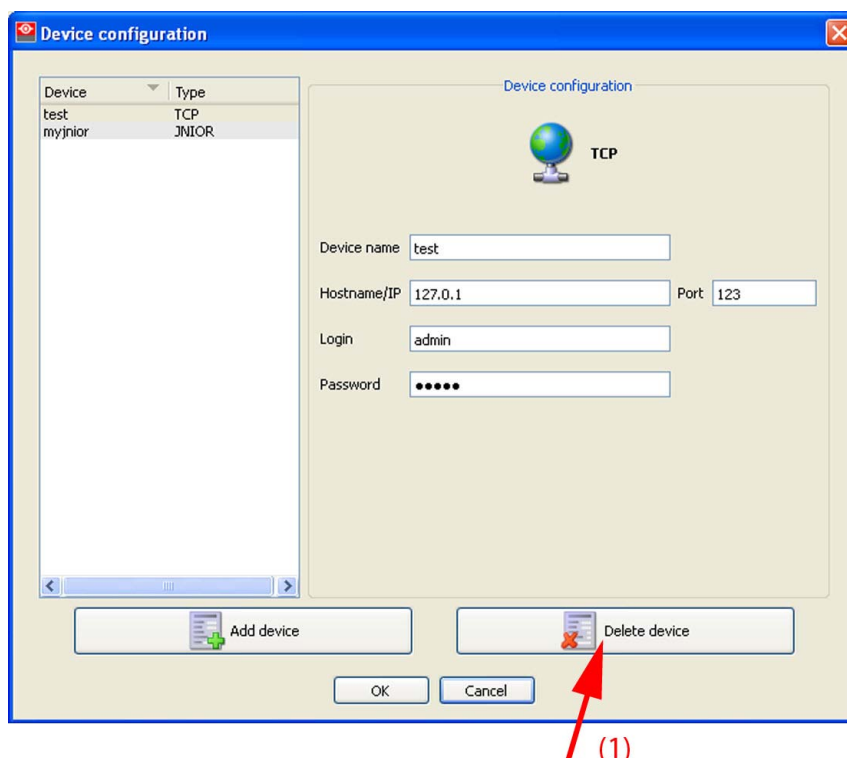 Device configuration
Device Type
test TCP
myjnior JNIOR
Device configuration
TCP
Device name test
Hostname/IP 127.0.1 Port 123
Login admin
Password •••••
Add device Delete device
OK Cancel
(1)